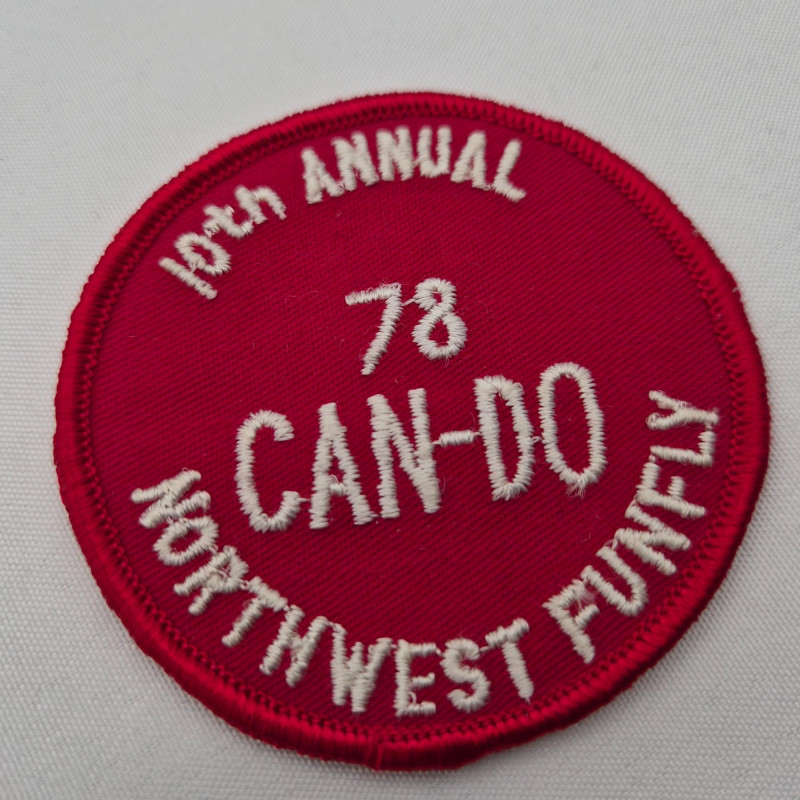 10th ANNUAL
78
CAN-DO
NORTHWEST FUNFLY